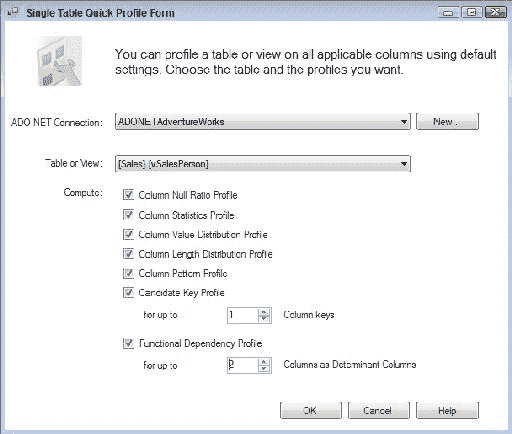 Single Table Quick Profile Form
You can profile a table or view on all applicable columns using default
settings. Choose the table and the profiles you want.
ADO NET Connection:
ADONETAdventureWorks
New...
Table or View:
[Sales].[vSalesPerson]
Compute:
Column Null Ratio Profile
Column Statistics Profile
Column Value Distribution Profile
Column Length Distribution Profile
Column Pattern Profile
Candidate Key Profile
for up to
1
Column keys
Functional Dependency Profile
for up to
Columns as Determinant Columns
OK
Cancel
Help